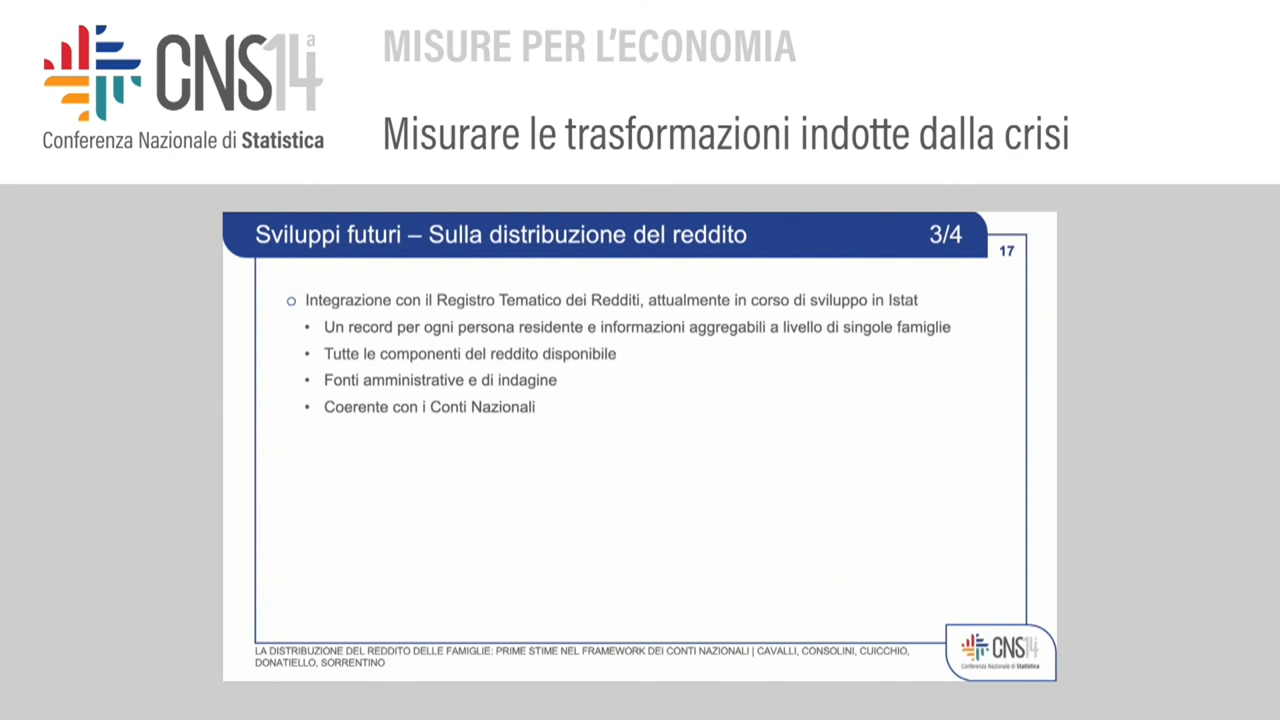 CNS14ª
Conferenza Nazionale di Statistica
MISURE PER L'ECONOMIA
Misurare le trasformazioni indotte dalla crisi
Sviluppi futuri – Sulla distribuzione del reddito 3/4
17
Integrazione con il Registro Tematico dei Redditi, attualmente in corso di sviluppo in Istat
• Un record per ogni persona residente e informazioni aggregabili a livello di singole famiglie
• Tutte le componenti del reddito disponibile
• Fonti amministrative e di indagine
• Coerente con i Conti Nazionali
LA DISTRIBUZIONE DEL REDDITO DELLE FAMIGLIE: PRIME STIME NEL FRAMEWORK DEI CONTI NAZIONALI | CAVALLI, CONSOLINI, CUICCHIO,
DONATIELLO, SORRENTINO
CNS14
Conferenza Nazionale di Statistica